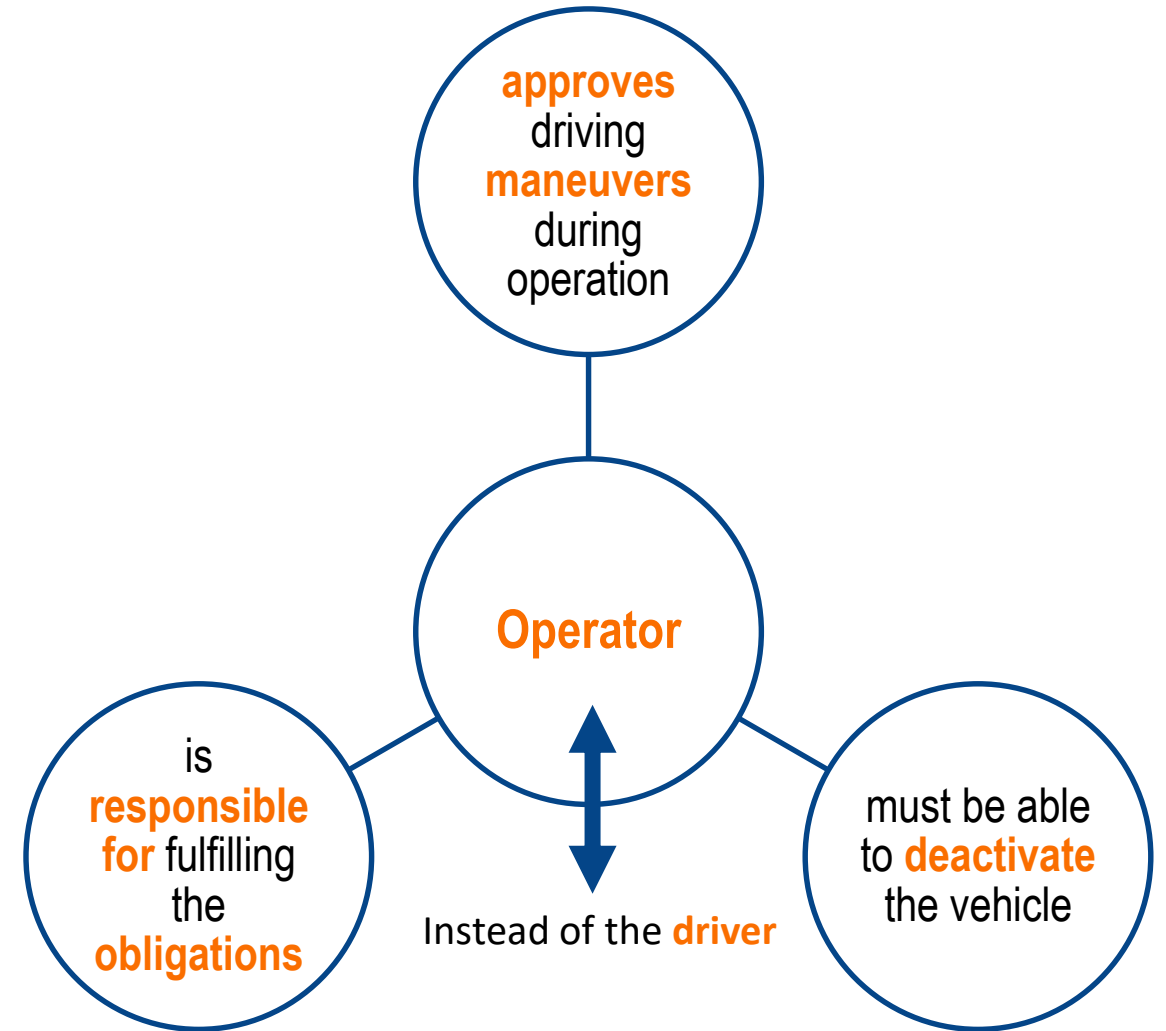 approves
driving
maneuvers
during
operation
Operator
is
responsible
for fulfilling
the
obligations
Instead of the driver
must be able
to deactivate
the vehicle